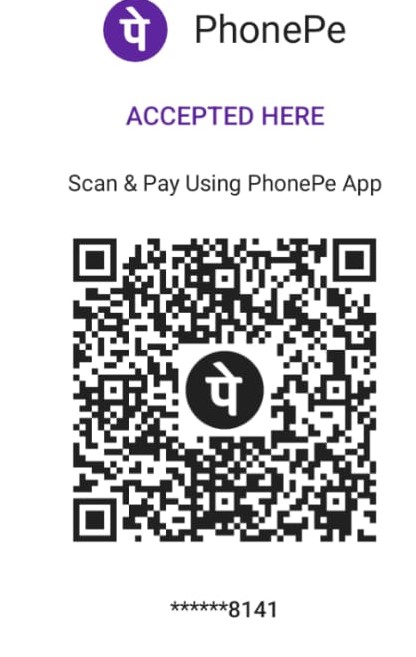 पे PhonePe
ACCEPTED HERE
Scan & Pay Using PhonePe App
पे
******8141